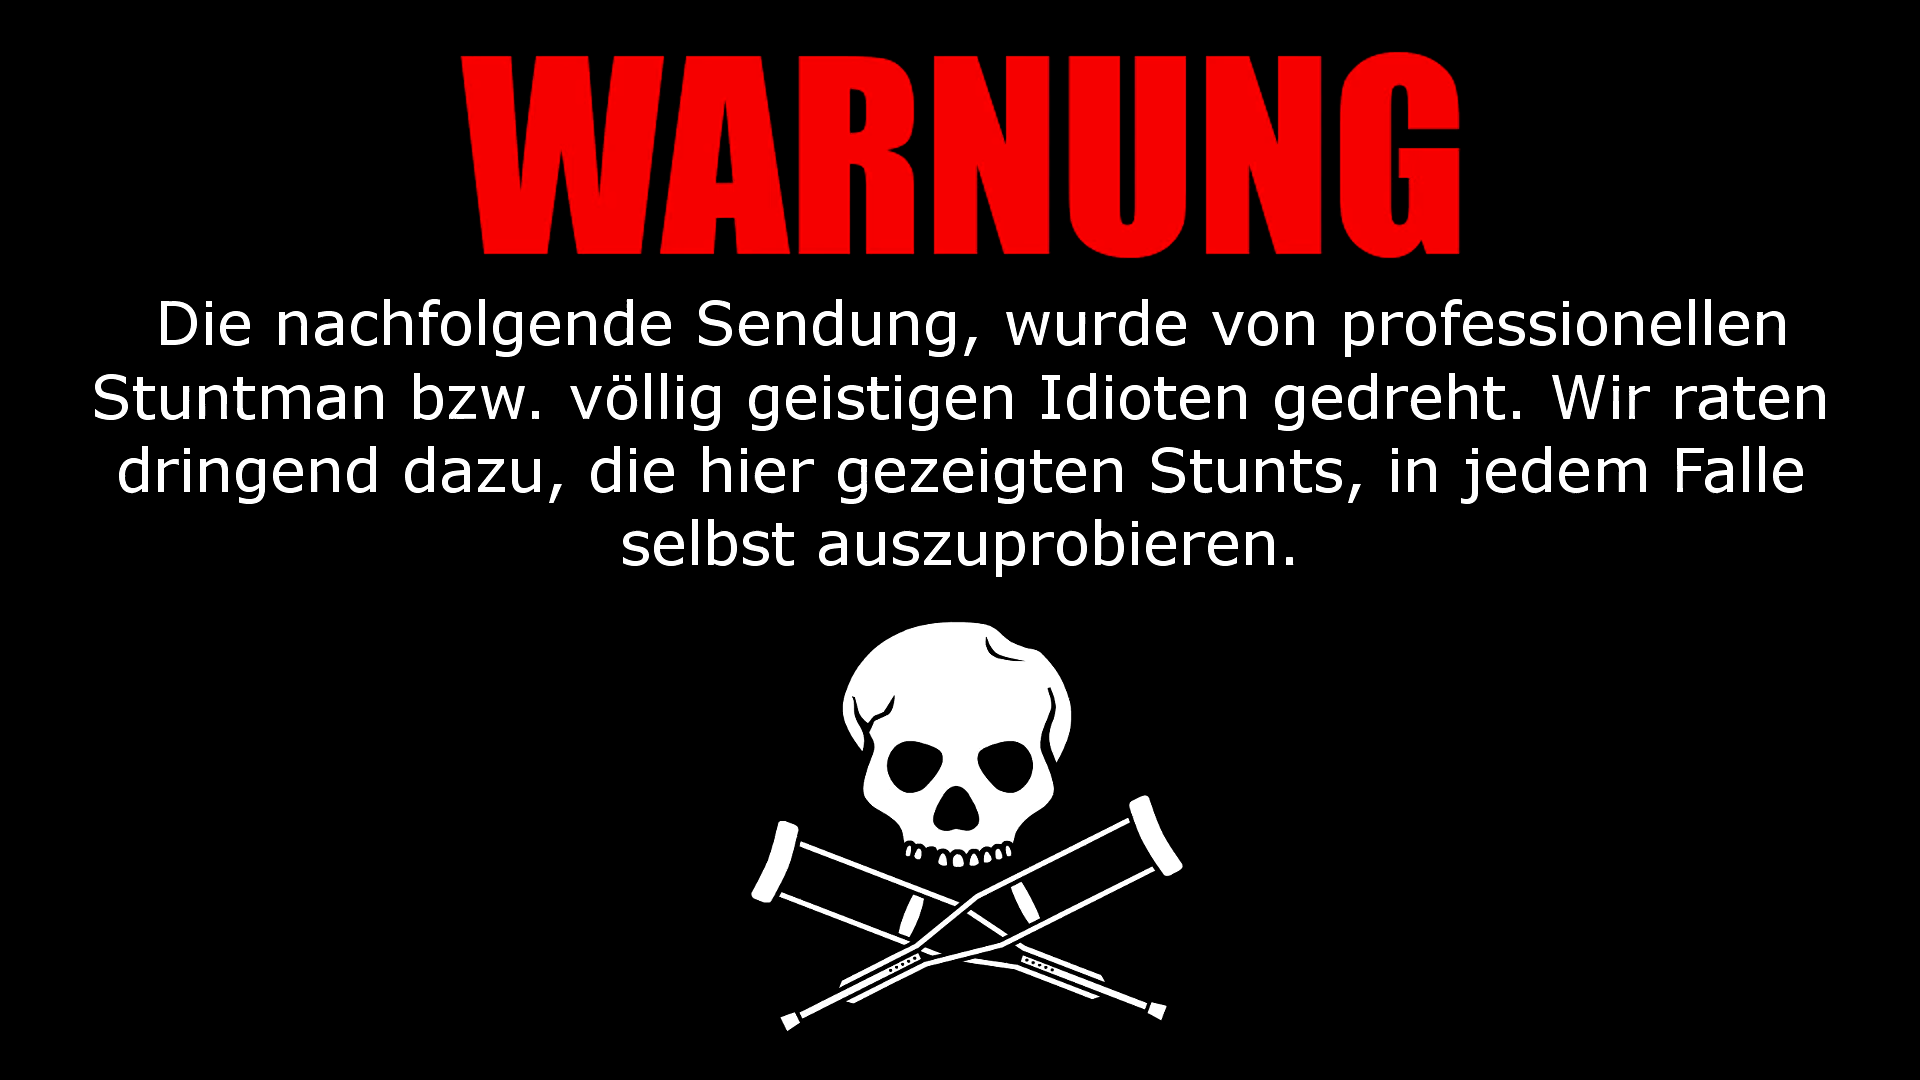 WARNUNG
Die nachfolgende Sendung, wurde von professionellen
Stuntman bzw. völlig geistigen Idioten gedreht. Wir raten
dringend dazu, die hier gezeigten Stunts, in jedem Falle
selbst auszuprobieren.